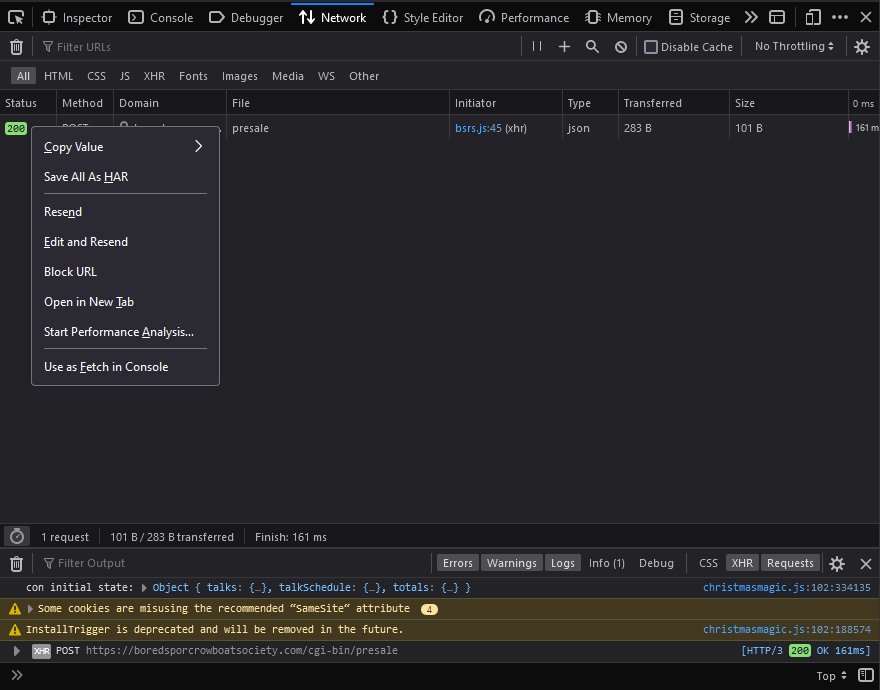 Inspector Console Debugger Network Style Editor Performance Memory Storage
Filter URLs Disable Cache No Throttling
All HTML CSS JS XHR Fonts Images Media WS Other
Status Method Domain File Initiator Type Transferred Size 0 ms
200 presale bsrs.js:45 (xhr) json 283 B 101 B 161 m
Copy Value
Save All As HAR
Resend
Edit and Resend
Block URL
Open in New Tab
Start Performance Analysis...
Use as Fetch in Console
1 request 101 B / 283 B transferred Finish: 161 ms
Filter Output Errors Warnings Logs Info (1) Debug CSS XHR Requests
con initial state: Object { talks: {…}, talkSchedule: {…}, totals: {…} } christmasmagic.js:102:334135
Some cookies are misusing the recommended “SameSite“ attribute 4
InstallTrigger is deprecated and will be removed in the future. christmasmagic.js:102:188574
XHR POST https://boredsporcrowboatsociety.com/cgi-bin/presale [HTTP/3 200 OK 161ms]
Top